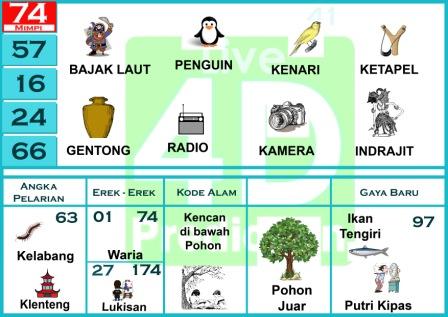 74
MIMPI
57
16
24
66
BAJAK LAUT
PENGUIN
KENARI
KETAPEL
GENTONG
RADIO
KAMERA
INDRAJIT
Live
41
4D
ANGKA
PELARIAN
EREK - EREK
KODE ALAM
GAYA BARU
63
Kelabang
Klenteng
01 74
Waria
27 174
Lukisan
Kencan
di bawah
Pohon
Pohon
Juar
Ikan
Tengiri
97
Putri Kipas